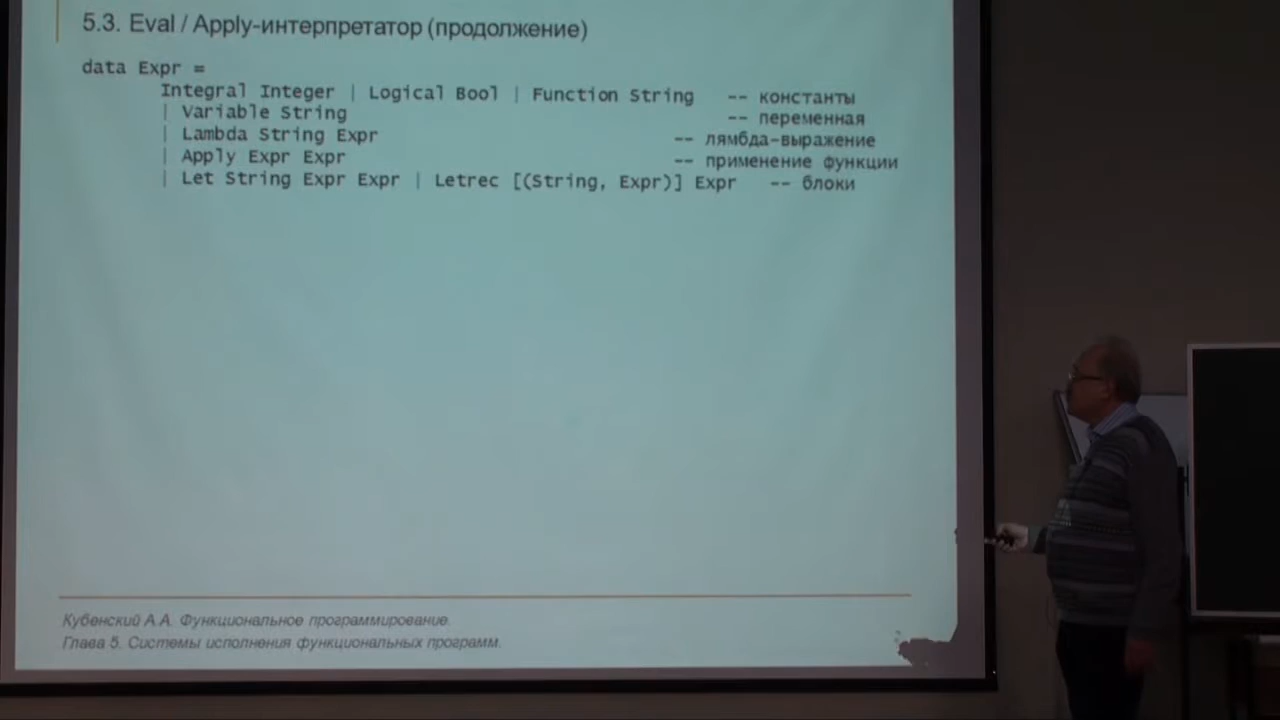 5.3. Eval / Apply-интерпретатор (продолжение)
data Expr =
Integral Integer | Logical Bool | Function String -- константы
| Variable String -- переменная
| Lambda String Expr -- лямбда-выражение
| Apply Expr Expr -- применение функции
| Let String Expr Expr | Letrec [(String, Expr)] Expr -- блоки
Кубенский А.А. Функциональное программирование.
Глава 5. Системы исполнения функциональных программ.